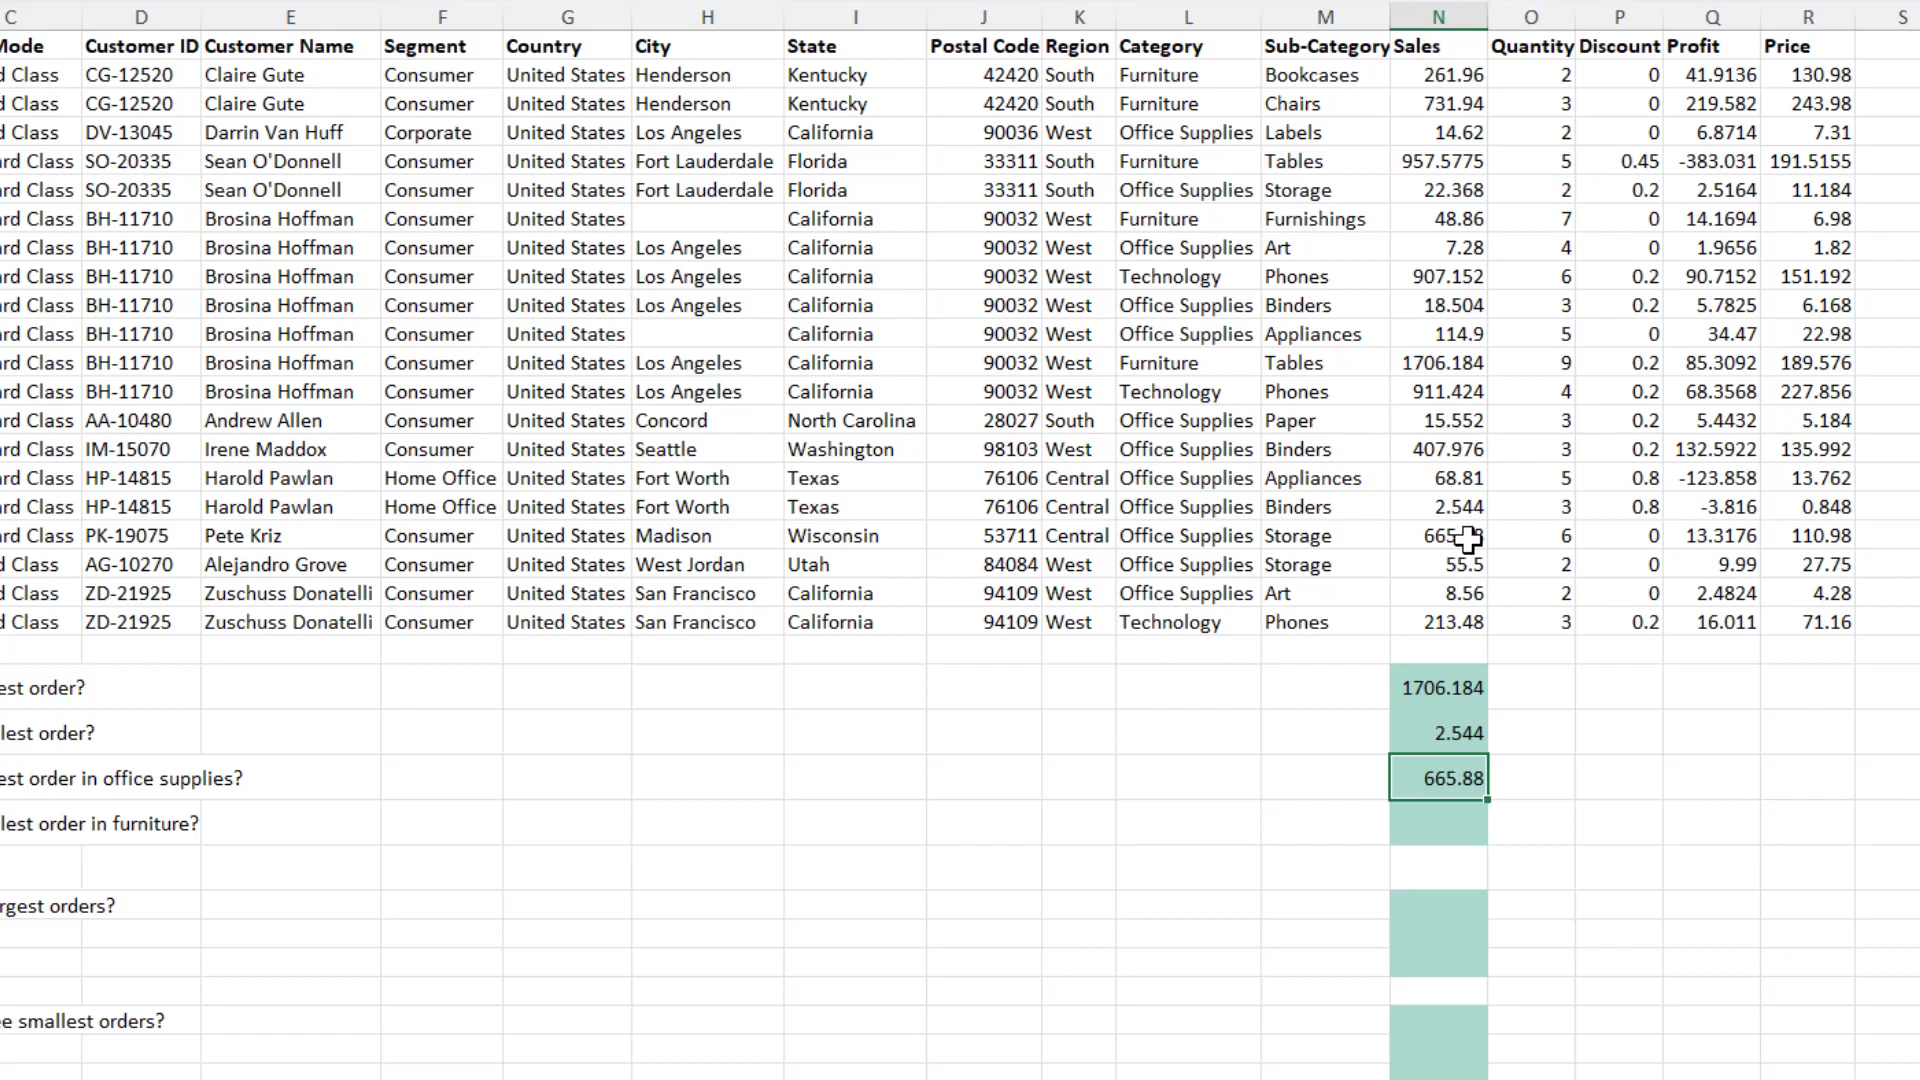 C D E F G H I J K L M N O P Q R S
Mode Customer ID Customer Name Segment Country City State Postal Code Region Category Sub-Category Sales Quantity Discount Profit Price
d Class CG-12520 Claire Gute Consumer United States Henderson Kentucky 42420 South Furniture Bookcases 261.96 2 0 41.9136 130.98
d Class CG-12520 Claire Gute Consumer United States Henderson Kentucky 42420 South Furniture Chairs 731.94 3 0 219.582 243.98
d Class DV-13045 Darrin Van Huff Corporate United States Los Angeles California 90036 West Office Supplies Labels 14.62 2 0 6.8714 7.31
rd Class SO-20335 Sean O'Donnell Consumer United States Fort Lauderdale Florida 33311 South Furniture Tables 957.5775 5 0.45 -383.031 191.5155
rd Class SO-20335 Sean O'Donnell Consumer United States Fort Lauderdale Florida 33311 South Office Supplies Storage 22.368 2 0.2 2.5164 11.184
rd Class BH-11710 Brosina Hoffman Consumer United States California 90032 West Furniture Furnishings 48.86 7 0 14.1694 6.98
rd Class BH-11710 Brosina Hoffman Consumer United States Los Angeles California 90032 West Office Supplies Art 7.28 4 0 1.9656 1.82
rd Class BH-11710 Brosina Hoffman Consumer United States Los Angeles California 90032 West Technology Phones 907.152 6 0.2 90.7152 151.192
rd Class BH-11710 Brosina Hoffman Consumer United States Los Angeles California 90032 West Office Supplies Binders 18.504 3 0.2 5.7825 6.168
rd Class BH-11710 Brosina Hoffman Consumer United States California 90032 West Office Supplies Appliances 114.9 5 0 34.47 22.98
rd Class BH-11710 Brosina Hoffman Consumer United States Los Angeles California 90032 West Furniture Tables 1706.184 9 0.2 85.3092 189.576
rd Class BH-11710 Brosina Hoffman Consumer United States Los Angeles California 90032 West Technology Phones 911.424 4 0.2 68.3568 227.856
rd Class AA-10480 Andrew Allen Consumer United States Concord North Carolina 28027 South Office Supplies Paper 15.552 3 0.2 5.4432 5.184
rd Class IM-15070 Irene Maddox Consumer United States Seattle Washington 98103 West Office Supplies Binders 407.976 3 0.2 132.5922 135.992
rd Class HP-14815 Harold Pawlan Home Office United States Fort Worth Texas 76106 Central Office Supplies Appliances 68.81 5 0.8 -123.858 13.762
rd Class HP-14815 Harold Pawlan Home Office United States Fort Worth Texas 76106 Central Office Supplies Binders 2.544 3 0.8 -3.816 0.848
rd Class PK-19075 Pete Kriz Consumer United States Madison Wisconsin 53711 Central Office Supplies Storage 6 0 13.3176 110.98
d Class AG-10270 Alejandro Grove Consumer United States West Jordan Utah 84084 West Office Supplies Storage 55.5 2 0 9.99 27.75
d Class ZD-21925 Zuschuss Donatelli Consumer United States San Francisco California 94109 West Office Supplies Art 8.56 2 0 2.4824 4.28
d Class ZD-21925 Zuschuss Donatelli Consumer United States San Francisco California 94109 West Technology Phones 213.48 3 0.2 16.011 71.16
est order? 1706.184
lest order? 2.544
est order in office supplies? 665.88
lest order in furniture?
rgest orders?
e smallest orders?